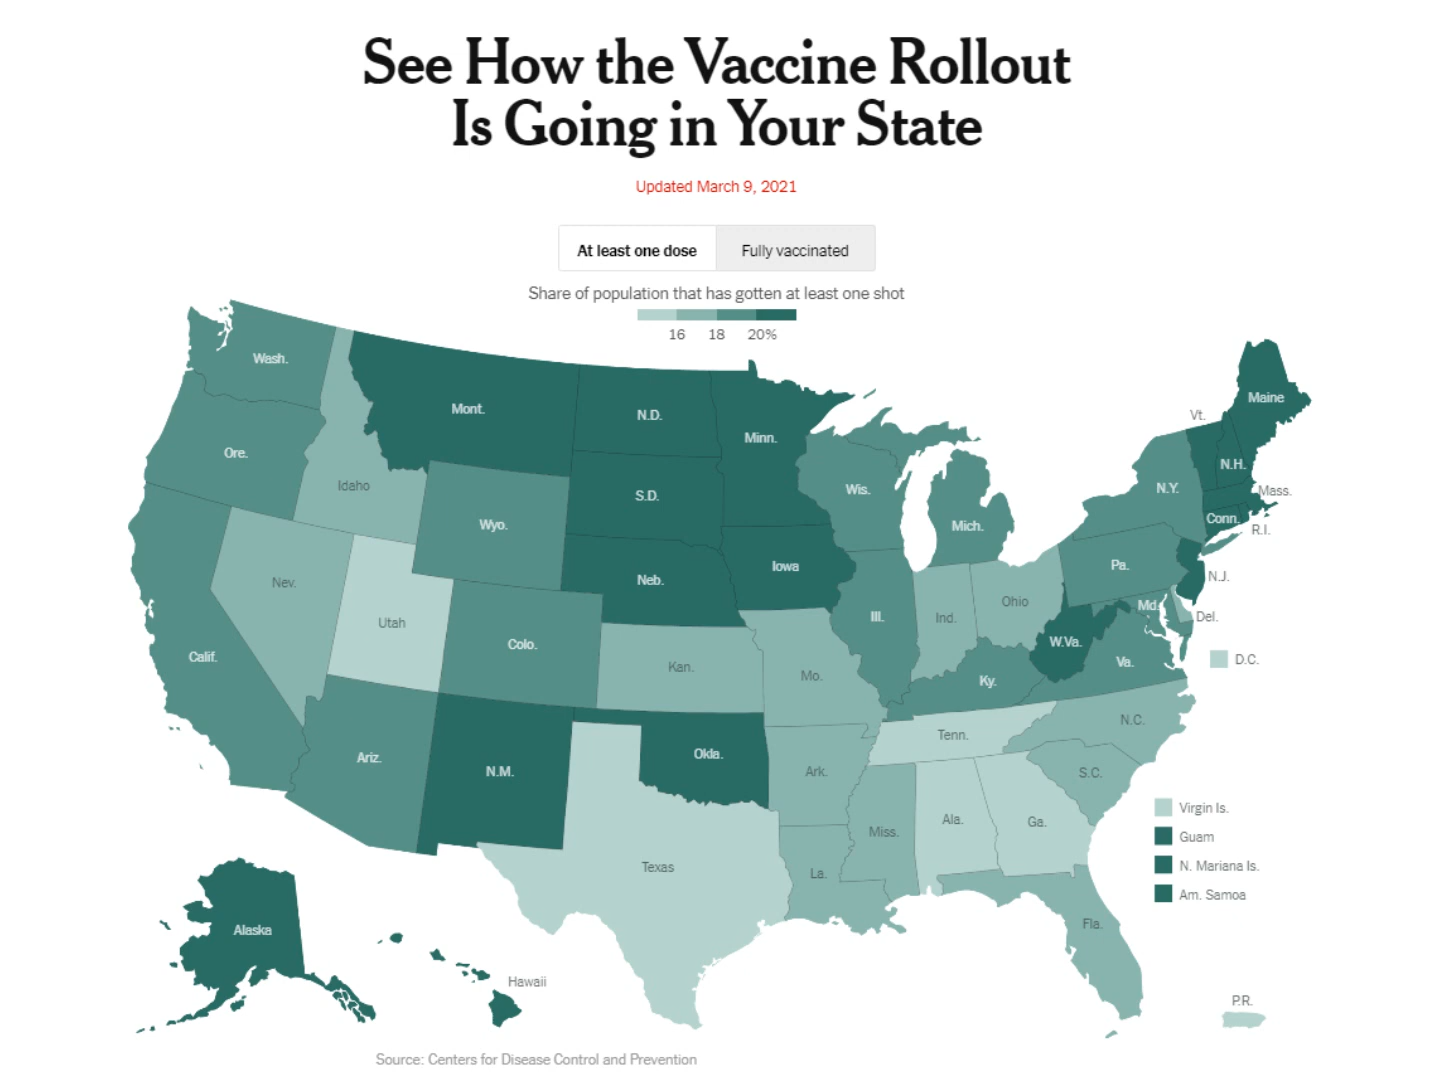 See How the Vaccine Rollout
Is Going in Your State
Updated March 9, 2021
At least one dose
Fully vaccinated
Share of population that has gotten at least one shot
16 18 20%
Wash.
Mont.
N.D.
Minn.
Maine
Vt.
Ore.
Idaho
Wyo.
S.D.
Wis.
Mich.
N.Y.
N.H.
Mass.
Conn.
R.I.
Nev.
Utah
Colo.
Neb.
Iowa
Ill.
Ind.
Ohio
Pa.
N.J.
Md.
Del.
D.C.
W.Va.
Va.
Calif.
Kan.
Mo.
Ky.
Ariz.
N.M.
Okla.
Ark.
Tenn.
N.C.
S.C.
Texas
La.
Miss.
Ala.
Ga.
Fla.
Virgin Is.
Guam
N. Mariana Is.
Am. Samoa
Alaska
Hawaii
P.R.
Source: Centers for Disease Control and Prevention